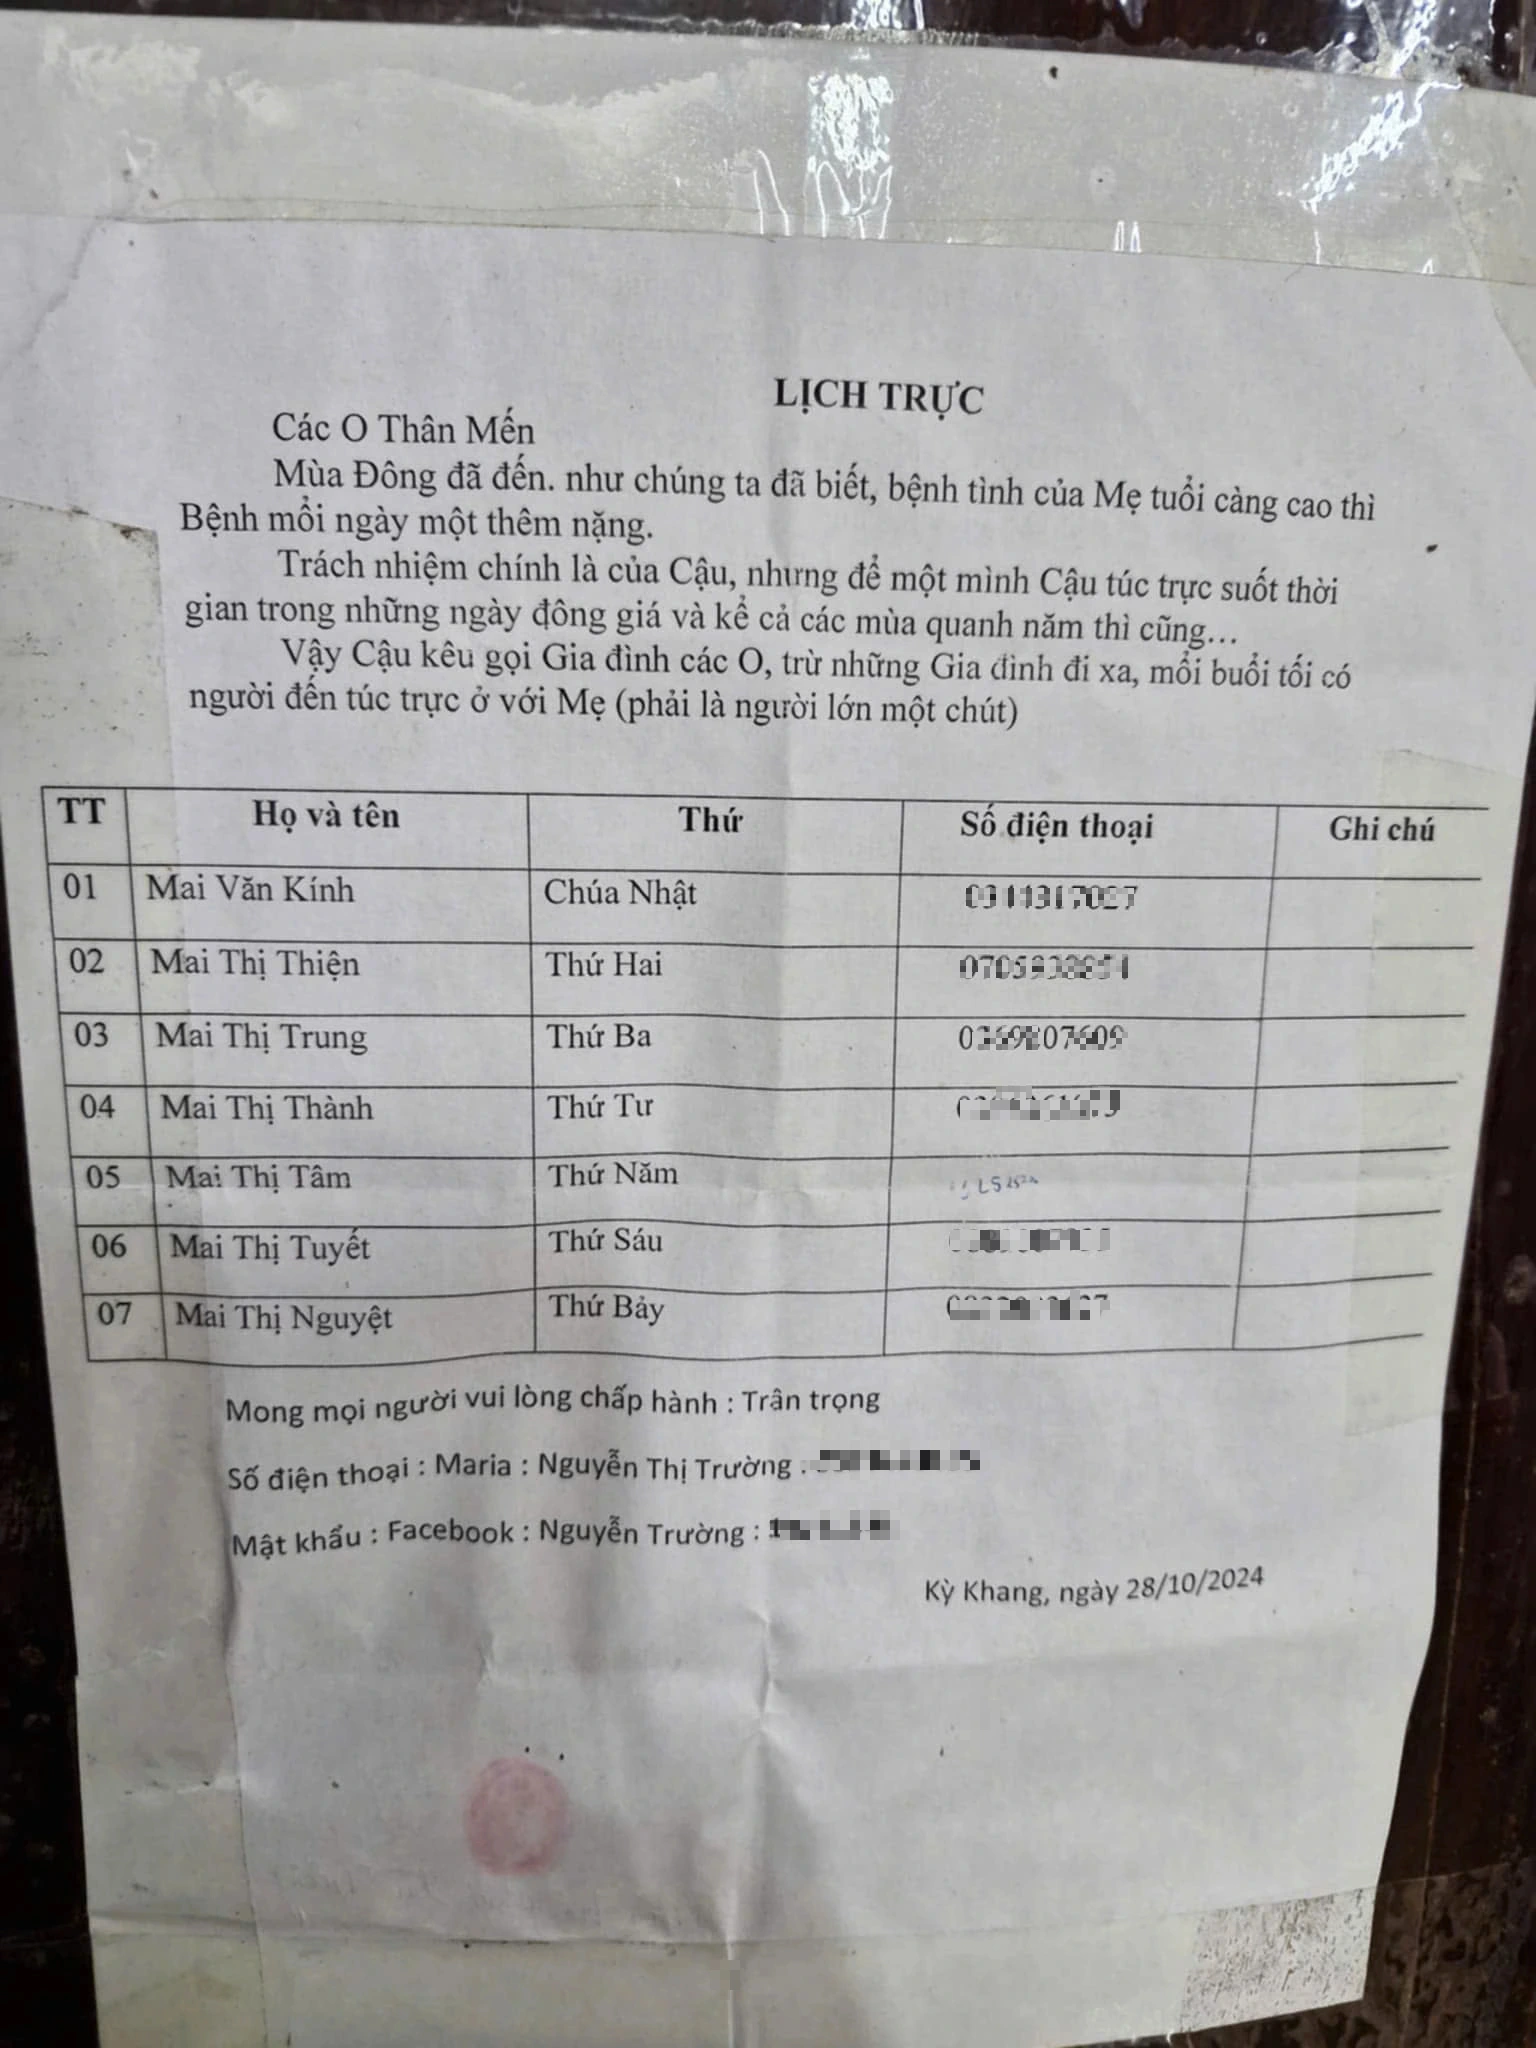 LỊCH TRỰC
Các O Thân Mến
Mùa Đông đã đến. như chúng ta đã biết, bệnh tình của Mẹ tuổi càng cao thì
Bệnh mổi ngày một thêm nặng.
Trách nhiệm chính là của Cậu, nhưng để một mình Cậu túc trực suốt thời
gian trong những ngày đông giá và kể cả các mùa quanh năm thì cũng...
Vậy Cậu kêu gọi Gia đình các O, trừ những Gia đình đi xa, mổi buổi tối có
người đến túc trực ở với Mẹ (phải là người lớn một chút)
TT Họ và tên Thứ Số điện thoại Ghi chú
01 Mai Văn Kính Chúa Nhật
02 Mai Thị Thiện Thứ Hai
03 Mai Thị Trung Thứ Ba
04 Mai Thị Thành Thứ Tư
05 Mai Thị Tâm Thứ Năm
06 Mai Thị Tuyết Thứ Sáu
07 Mai Thị Nguyệt Thứ Bảy
Mong mọi người vui lòng chấp hành : Trân trọng
Số điện thoại : Maria : Nguyễn Thị Trường :
Mật khẩu : Facebook : Nguyễn Trường :
Kỳ Khang, ngày 28/10/2024